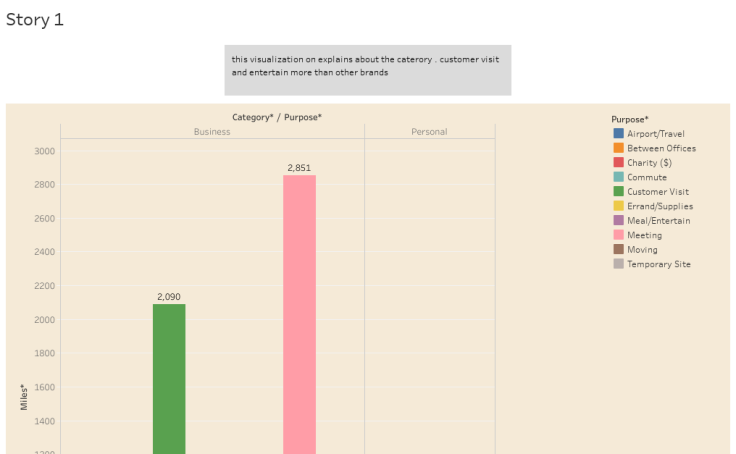 Story 1
this visualization on explains about the caterory . customer visit
and entertain more than other brands
Category* / Purpose*
Business
Personal
Purpose*
Airport/Travel
Between Offices
Charity ($)
Commute
Customer Visit
Errand/Supplies
Meal/Entertain
Meeting
Moving
Temporary Site
3000
2,851
2800
2600
2400
2200
2,090
2000
1800
1600
Miles*
1400
1200